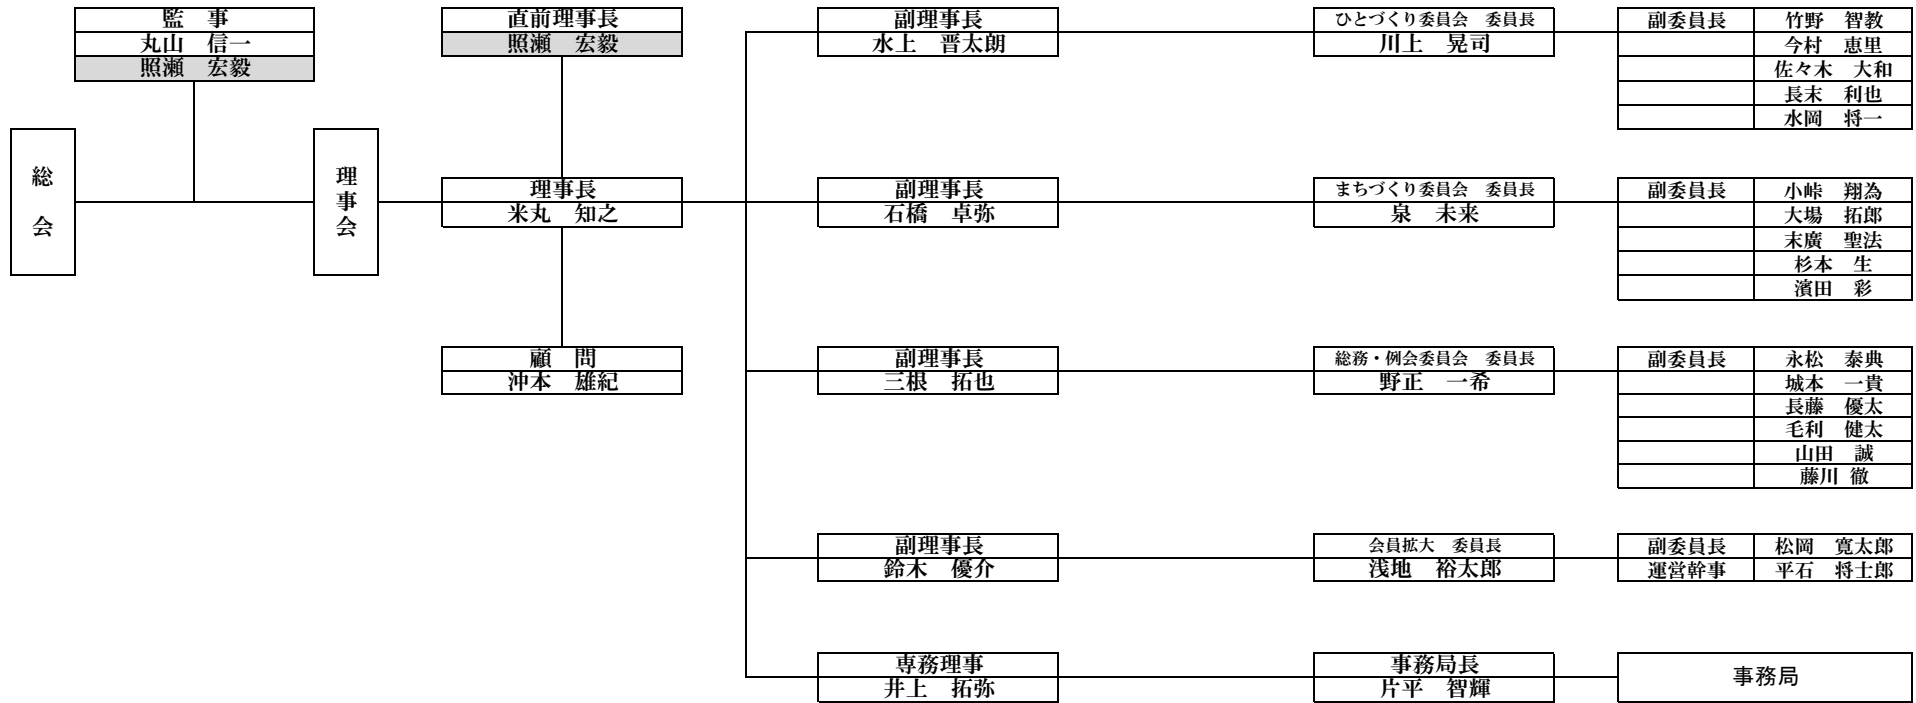 監　事
丸山　信一
照瀬　宏毅
総　会
理事会
直前理事長
照瀬　宏毅
理事長
米丸　知之
顧　問
沖本　雄紀
副理事長
水上　晋太朗
ひとづくり委員会　委員長
川上　晃司
副委員長　竹野　智教
今村　恵里
佐々木　大和
長末　利也
水岡　将一
副理事長
石橋　卓弥
まちづくり委員会　委員長
泉　未来
副委員長　小峠　翔為
大場　拓郎
末廣　聖法
杉本　生
濱田　彩
副理事長
三根　拓也
総務・例会委員会　委員長
野正　一希
副委員長　永松　泰典
城本　一貴
長藤　優太
毛利　健太
山田　誠
藤川 徹
副理事長
鈴木　優介
会員拡大　委員長
浅地　裕太郎
副委員長　松岡　寛太郎
運営幹事　平石　将士郎
専務理事
井上　拓弥
事務局長
片平　智輝
事務局